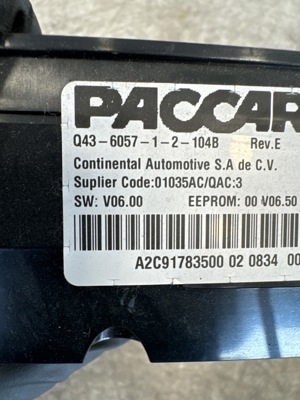 PACCAR
Q43-6057-1-2-104B Rev.E
Continental Automotive S.A de C.V.
Suplier Code:01035AC/QAC:3
SW: V06.00 EEPROM: 00 V06.50
A2C91783500 02 0834 00